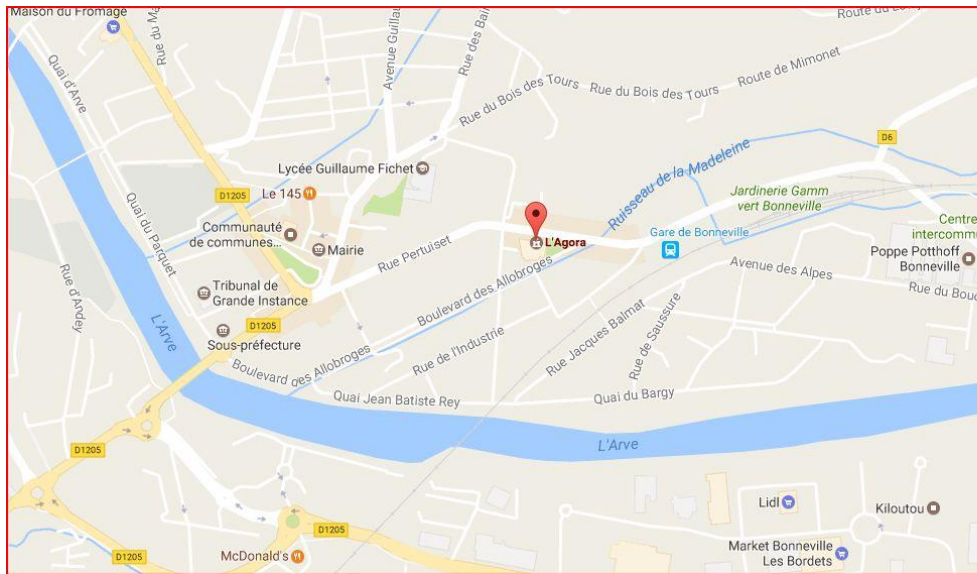 Maison du Fromage
Quai d'Arve
Rue du Ma
Avenue Guillau
Rue des Bai
Route de Mimonet
Rue du Bois des Tours
Rue du Bois des Tours
D6
Ruisseau de la Madeleine
Lycée Guillaume Fichet
Le 145
D1205
Jardinerie Gamm
vert Bonneville
Quai du Parquet
Communauté
de communes...
Mairie
Rue Pertuiset
L'Agora
Gare de Bonneville
Centre
intercommu
Poppe Potthoff
Bonneville
Avenue des Alpes
Rue du Bouc
Rue d'Andey
Tribunal de
Grande Instance
Boulevard des Allobroges
L'Arve
D1205
Sous-préfecture
Rue de l'Industrie
Rue Jacques Balmat
Rue de Saussure
Boulevard des Allobroges
Quai Jean Batiste Rey
Quai du Bargy
L'Arve
D1205
Lidl
Kiloutou
D1205
McDonald's
D1205
Market Bonneville
Les Bordets